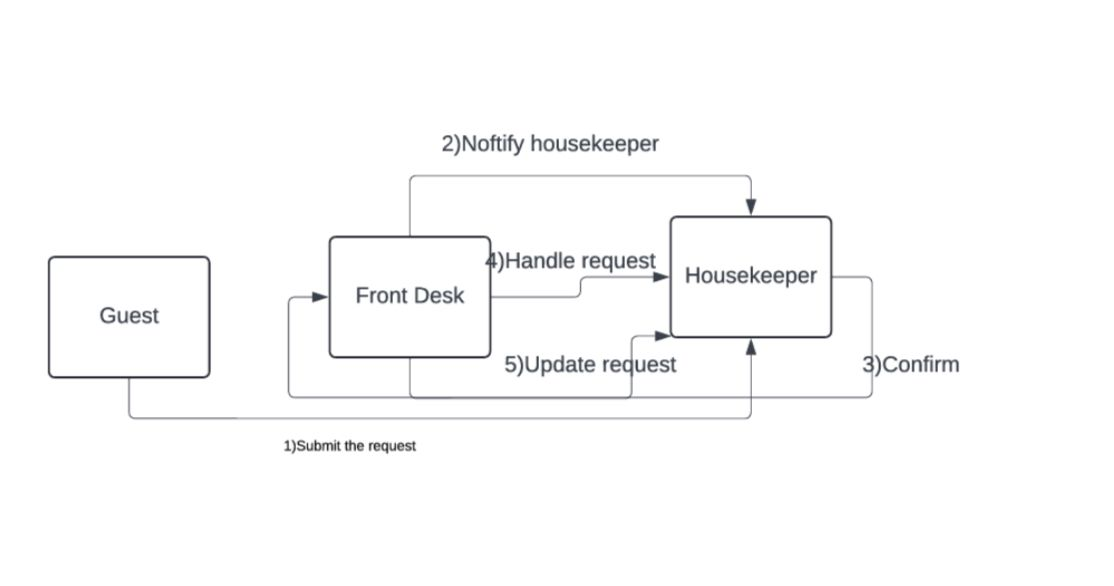 2)Noftify housekeeper
4)Handle request
Housekeeper
Front Desk
Guest
5)Update request
3)Confirm
1)Submit the request